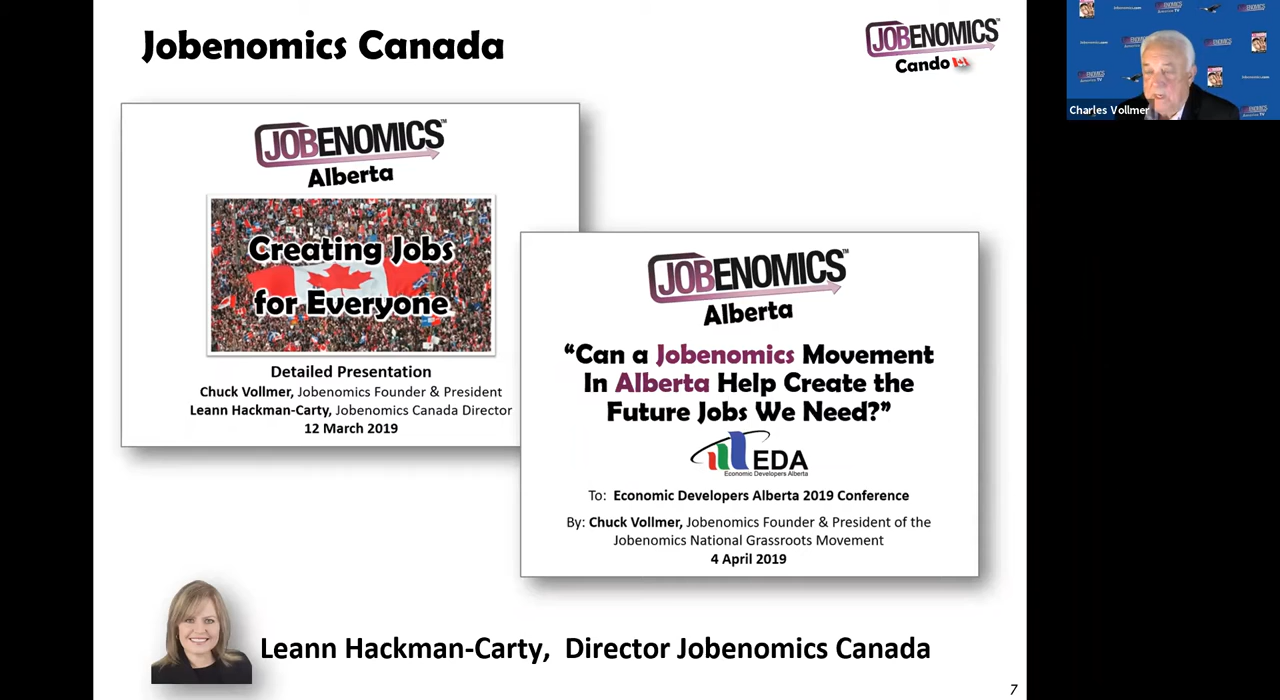 Jobenomics Canada
JOBENOMICS™
Cando
JOBENOMICS™
Alberta
Creating Jobs
for Everyone
Detailed Presentation
Chuck Vollmer, Jobenomics Founder & President
Leann Hackman-Carty, Jobenomics Canada Director
12 March 2019
JOBENOMICS™
Alberta
“Can a Jobenomics Movement
In Alberta Help Create the
Future Jobs We Need?”
EDA
Economic Developers Alberta
To: Economic Developers Alberta 2019 Conference
By: Chuck Vollmer, Jobenomics Founder & President of the
Jobenomics National Grassroots Movement
4 April 2019
Leann Hackman-Carty, Director Jobenomics Canada
7
Charles Vollmer